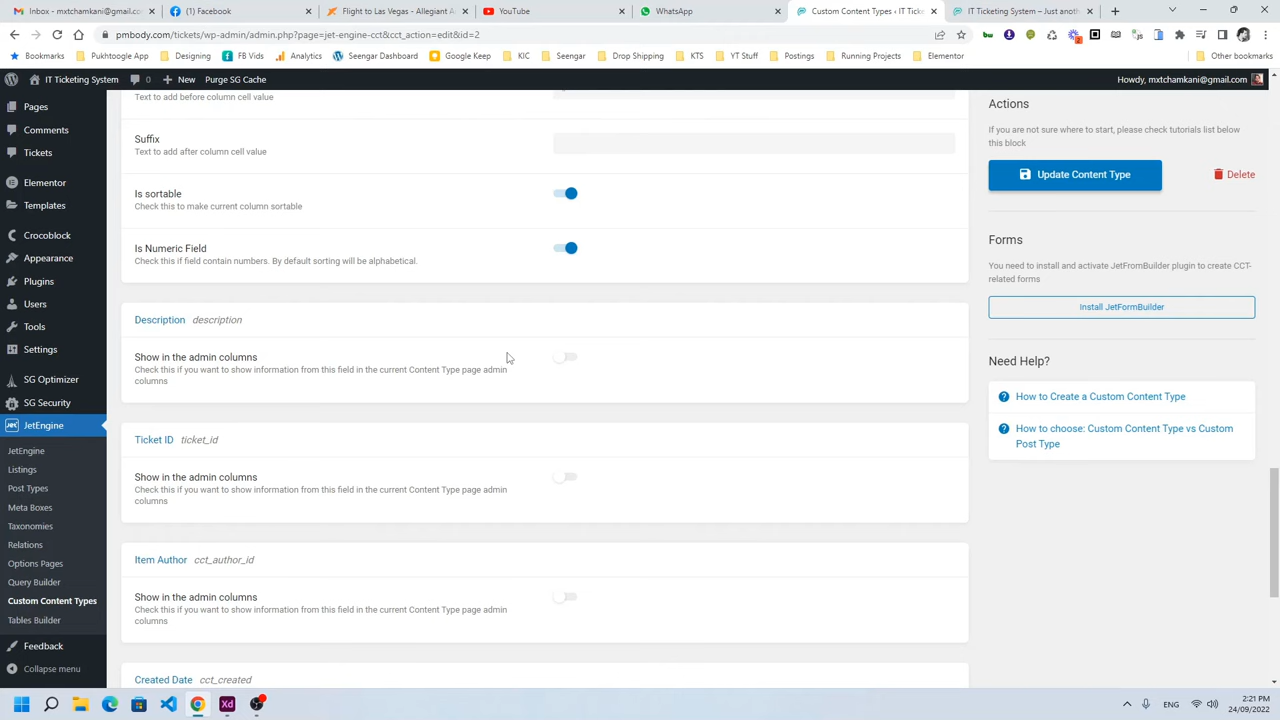 Inbox - mxtchamkani@gmail.com
(1) Facebook
Flight to Las Vegas - Allegiant A
YouTube
WhatsApp
Custom Content Types ‹ IT Ticketin
IT Ticketing System – Just anoth
pmbody.com/tickets/wp-admin/admin.php?page=jet-engine-cct&cct_action=edit&id=2
Bookmarks
Pukhtoogle App
Designing
FB Vids
Analytics
Seengar Dashboard
Google Keep
KIC
Seengar
Drop Shipping
KTS
YT Stuff
Postings
Running Projects
Elementor
Other bookmarks
IT Ticketing System
0
New
Purge SG Cache
Howdy, mxtchamkani@gmail.com
Pages
Comments
Tickets
Elementor
Templates
Crocoblock
Appearance
Plugins
Users
Tools
Settings
SG Optimizer
SG Security
JetEngine
JetEngine
Listings
Post Types
Meta Boxes
Taxonomies
Relations
Options Pages
Query Builder
Custom Content Types
Tables Builder
Feedback
Collapse menu
Text to add before column cell value
Suffix
Text to add after column cell value
Is sortable
Check this to make current column sortable
Is Numeric Field
Check this if field contain numbers. By default sorting will be alphabetical.
Description description
Show in the admin columns
Check this if you want to show information from this field in the current Content Type page admin
columns
Ticket ID ticket_id
Show in the admin columns
Check this if you want to show information from this field in the current Content Type page admin
columns
Item Author cct_author_id
Show in the admin columns
Check this if you want to show information from this field in the current Content Type page admin
columns
Created Date cct_created
Actions
If you are not sure where to start, please check tutorials list below
this block
Update Content Type
Delete
Forms
You need to install and activate JetFromBuilder plugin to create CCT-
related forms
Install JetFormBuilder
Need Help?
How to Create a Custom Content Type
How to choose: Custom Content Type vs Custom
Post Type
ENG
2:21 PM
24/09/2022